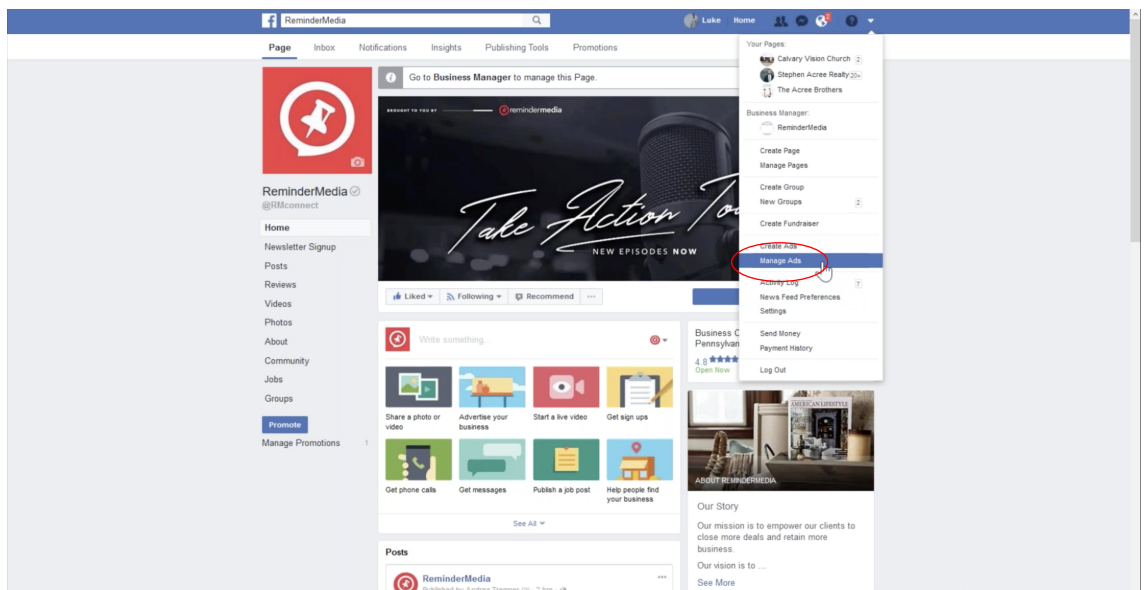 ReminderMedia
Luke Home
2
Page Inbox Notifications Insights Publishing Tools Promotions
Go to Business Manager to manage this Page.
BROUGHT TO YOU BY remindermedia
Take Action To
NEW EPISODES NOW
ReminderMedia
@RMconnect
Home
Newsletter Signup
Posts
Reviews
Videos
Photos
About
Community
Jobs
Groups
Promote
Manage Promotions 1
Liked Following Recommend ...
Write something...
Share a photo or
video
Advertise your
business
Start a live video
Get sign ups
Get phone calls
Get messages
Publish a job post
Help people find
your business
See All
Posts
ReminderMedia
Published by
Your Pages:
Calvary Vision Church 2
Stephen Acree Realty 20+
The Acree Brothers
Business Manager:
ReminderMedia
Create Page
Manage Pages
Create Group
New Groups 2
Create Fundraiser
Create Ads
Manage Ads
Activity Log 7
News Feed Preferences
Settings
Send Money
Payment History
Log Out
Business
Pennsylvan
4.8
Open Now
AMERICAN LIFESTYLE
ABOUT REMINDERMEDIA
Our Story
Our mission is to empower our clients to
close more deals and retain more
business.
Our vision is to ...
See More